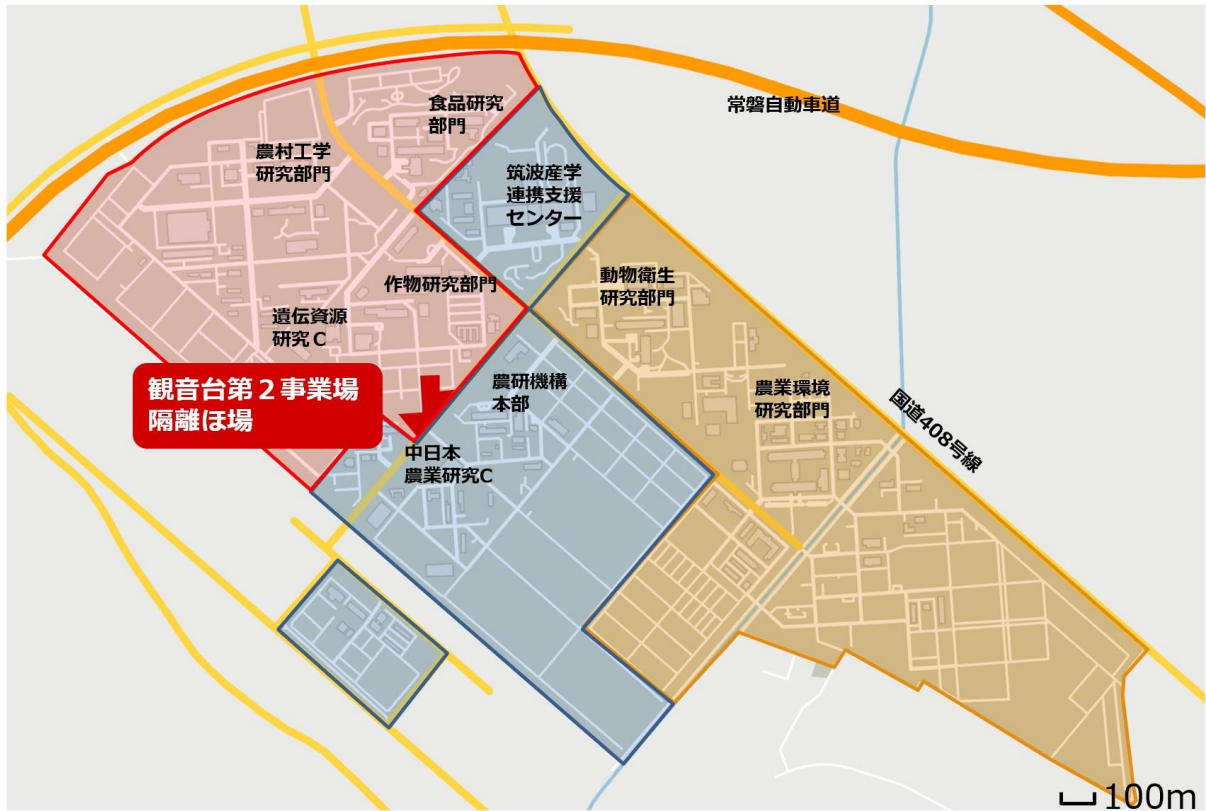 常磐自動車道
食品研究
部門
農村工学
研究部門
筑波産学
連携支援
センター
作物研究部門
動物衛生
研究部門
遺伝資源
研究C
観音台第２事業場
隔離ほ場
農研機構
本部
農業環境
研究部門
国道408号線
中日本
農業研究C
100m